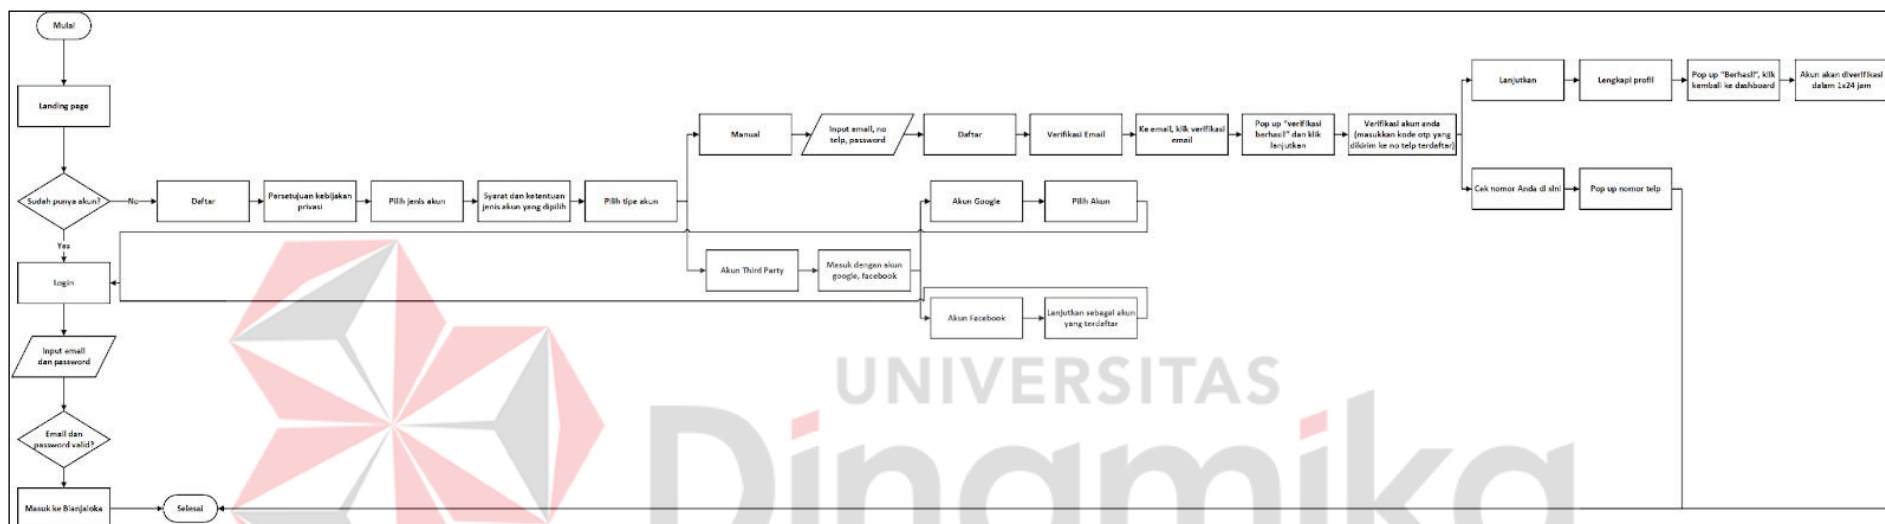 Mulai
Landing page
Sudah punya akun?
No
Yes
Daftar
Persetujuan kebijakan
privasi
Pilih jenis akun
Syarat dan ketentuan
jenis akun yang dipilih
Pilih tipe akun
Manual
Input email, no
telp, password
Daftar
Verifikasi Email
Ke email, klik verifikasi
email
Pop up "verifikasi
berhasil" dan klik
lanjutkan
Verifikasi akun anda
(masukkan kode otp yang
dikirim ke no telp terdaftar)
Lanjutkan
Lengkapi profil
Pop up "Berhasil", klik
kembali ke dashboard
Akun akan diverifikasi
dalam 1x24 jam
Cek nomor Anda di sini
Pop up nomor telp
Akun Third Party
Masuk dengan akun
google, facebook
Akun Google
Pilih Akun
Akun Facebook
Lanjutkan sebagai akun
yang terdaftar
Login
Input email
dan password
Email dan
password valid?
Masuk ke Blanjaloka
Selesai
UNIVERSITAS
Dinamika